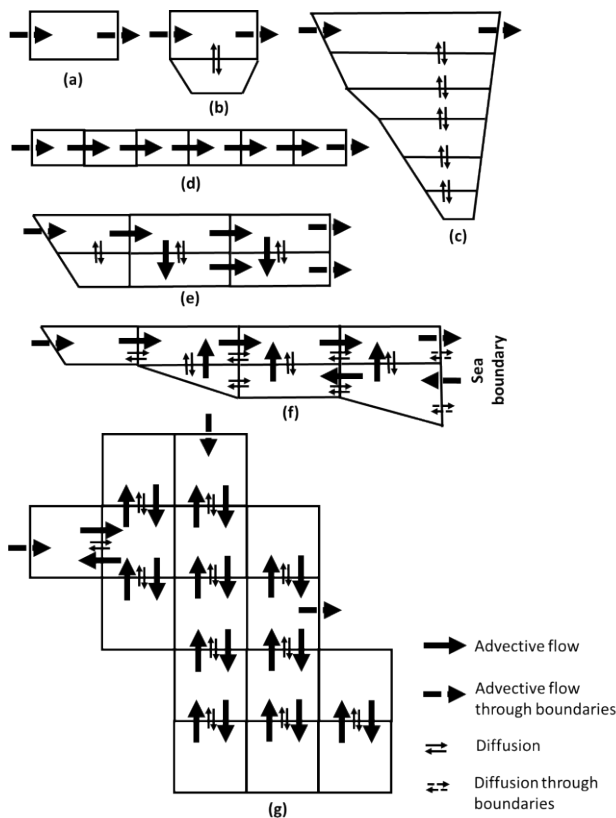 (a)
(b)
(c)
(d)
(e)
(f)
Sea
boundary
(g)
Advective flow
Advective flow
through boundaries
Diffusion
Diffusion through
boundaries